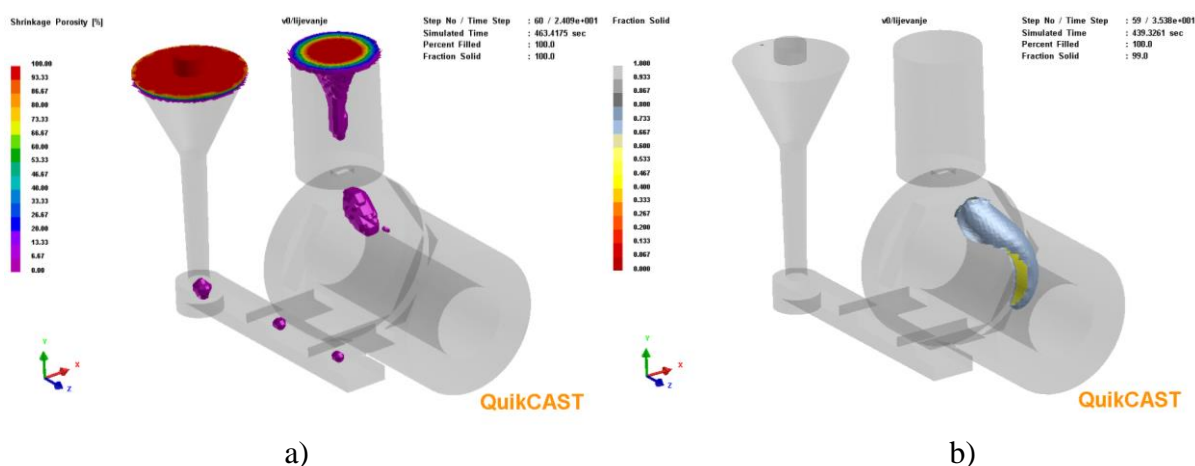 Shrinkage Porosity [%]
v0/lijevanje
Step No / Time Step : 60 / 2.409e+001
Simulated Time : 463.4175 sec
Percent Filled : 100.0
Fraction Solid : 100.0
100.00
93.33
86.67
80.00
73.33
66.67
60.00
53.33
46.67
40.00
33.33
26.67
20.00
13.33
6.67
0.00
Y
X
Z
QuikCAST
a)
Fraction Solid
v0/lijevanje
Step No / Time Step : 59 / 3.538e+001
Simulated Time : 439.3261 sec
Percent Filled : 100.0
Fraction Solid : 99.0
1.000
0.933
0.867
0.800
0.733
0.667
0.600
0.533
0.467
0.400
0.333
0.267
0.200
0.133
0.067
0.000
Y
X
Z
QuikCAST
b)